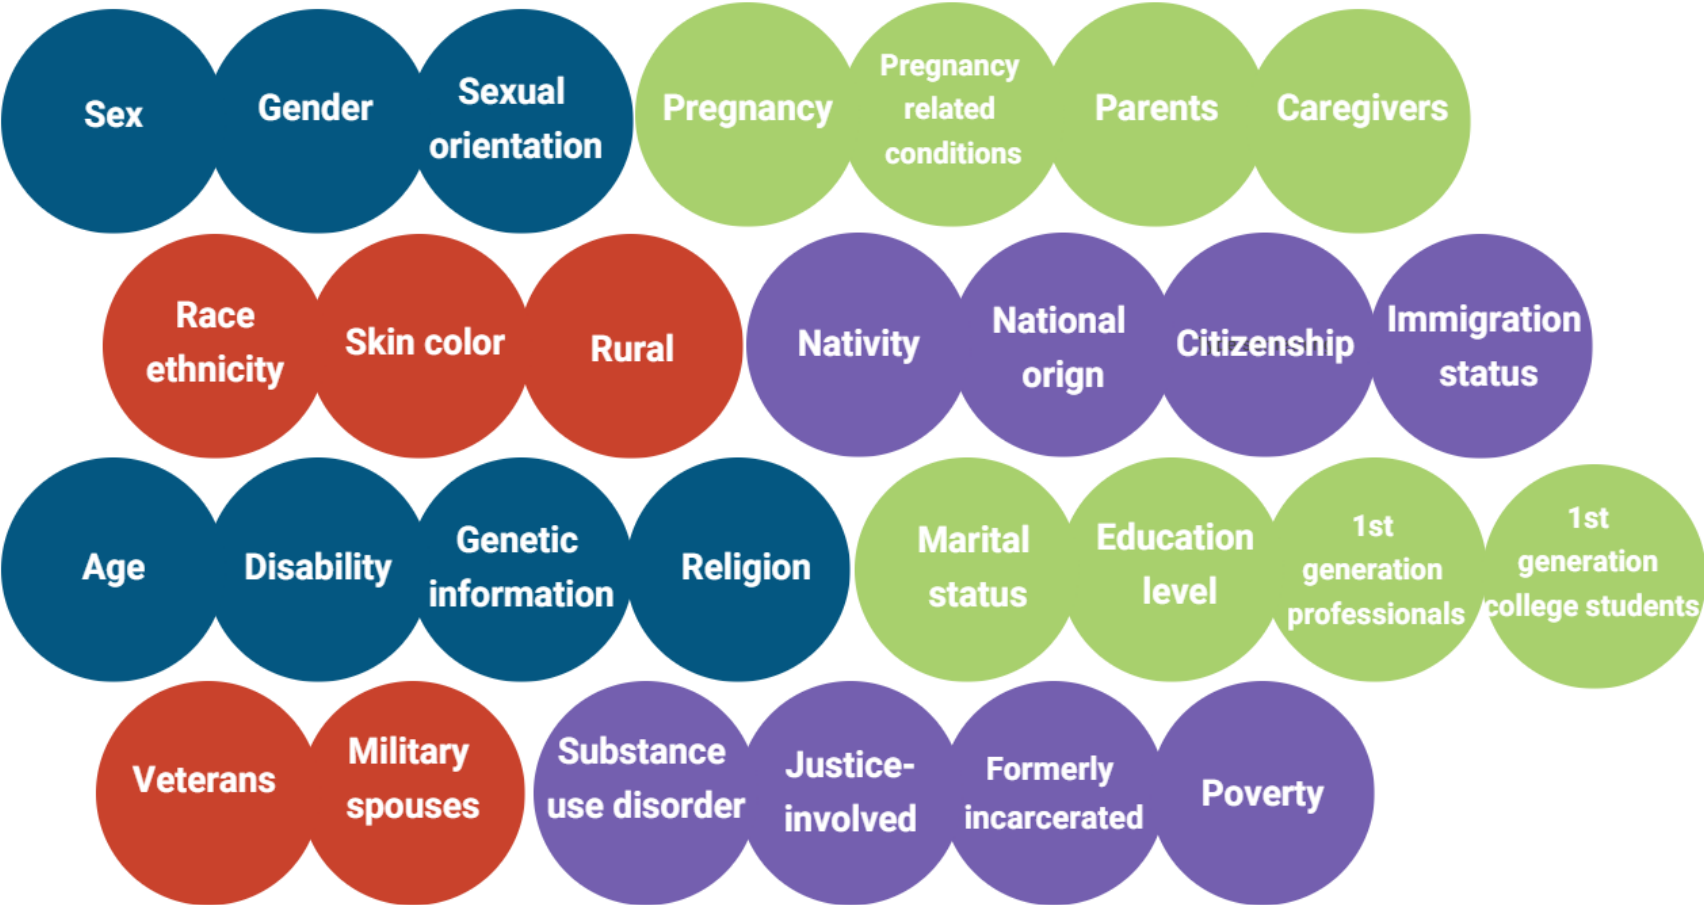 Sex
Gender
Sexual
orientation
Pregnancy
Pregnancy
related
conditions
Parents
Caregivers
Race
ethnicity
Skin color
Rural
Nativity
National
orign
Citizenship
Immigration
status
Age
Disability
Genetic
information
Religion
Marital
status
Education
level
1st
generation
professionals
1st
generation
college students
Veterans
Military
spouses
Substance
use disorder
Justice-
involved
Formerly
incarcerated
Poverty